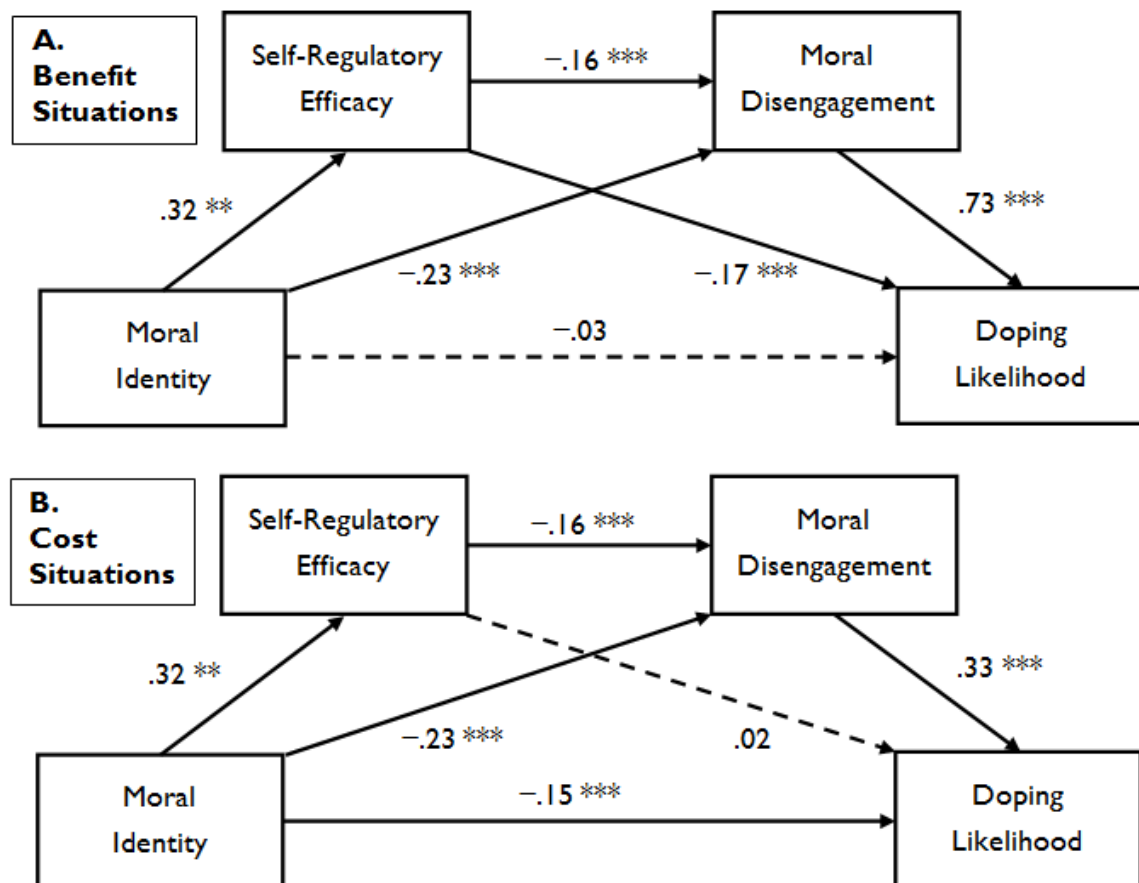 A.
Benefit
Situations
Self-Regulatory
Efficacy
−.16 ***
Moral
Disengagement
.32 **
.73 ***
−.23 ***
−.17 ***
Moral
Identity
−.03
Doping
Likelihood
B.
Cost
Situations
Self-Regulatory
Efficacy
−.16 ***
Moral
Disengagement
.32 **
.33 ***
−.23 ***
.02
Moral
Identity
−.15 ***
Doping
Likelihood